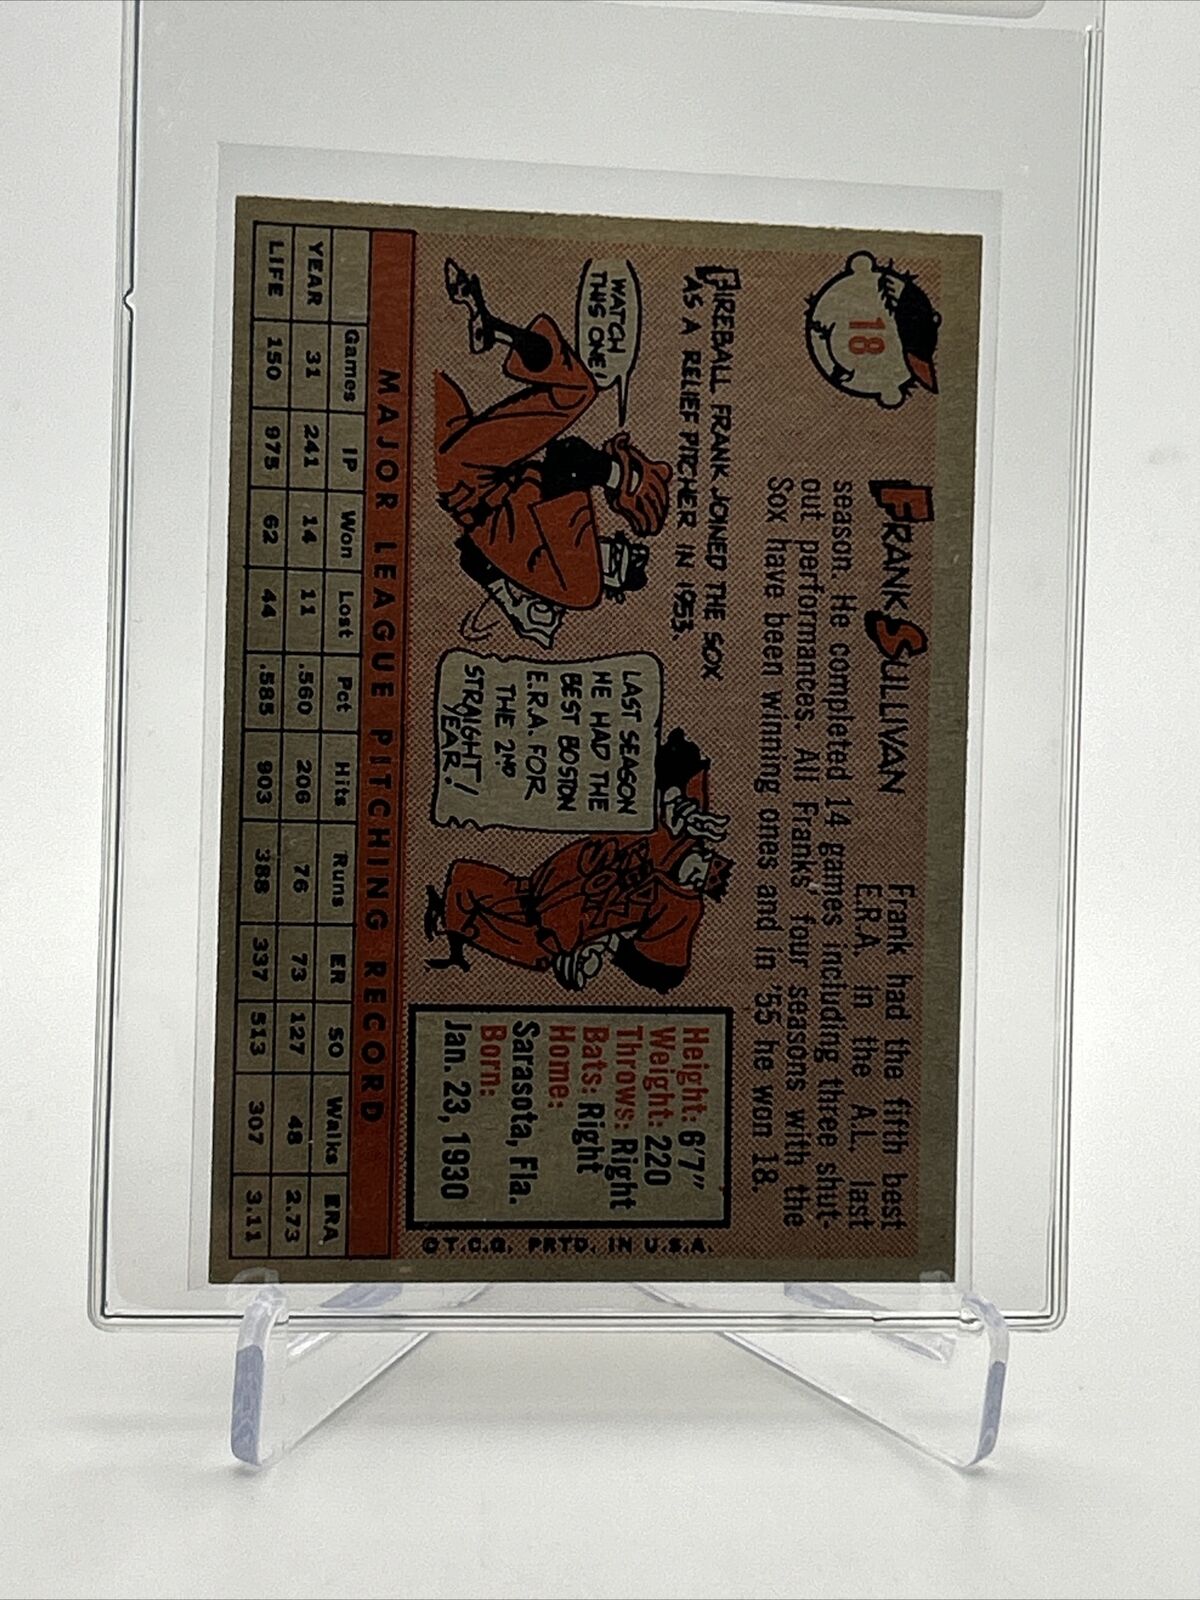 18
FRANK SULLIVAN
Frank had the fifth best
E.R.A. in the A.L. last
season. He completed 14 games including three shut-
out performances. All Franks' four seasons with the
Sox have been winning ones and in '55 he won 18.
FIREBALL FRANK JOINED THE SOX
AS A RELIEF PITCHER IN 1953.
WATCH
THIS ONE!
LAST SEASON
HE HAD THE
BEST BOSTON
E.R.A. FOR
THE 2ND
STRAIGHT
YEAR!
RED
SOX
Height: 6'7"
Weight: 220
Throws: Right
Bats: Right
Home:
Sarasota, Fla.
Born:
Jan. 23, 1930
© T.C.G. PRTD. IN U.S.A.
MAJOR LEAGUE PITCHING RECORD
Games IP Won Lost Pct Hits Runs ER SO Walks ERA
YEAR 31 241 14 11 .560 206 76 73 127 48 2.73
LIFE 150 975 62 44 .585 903 388 337 513 307 3.11